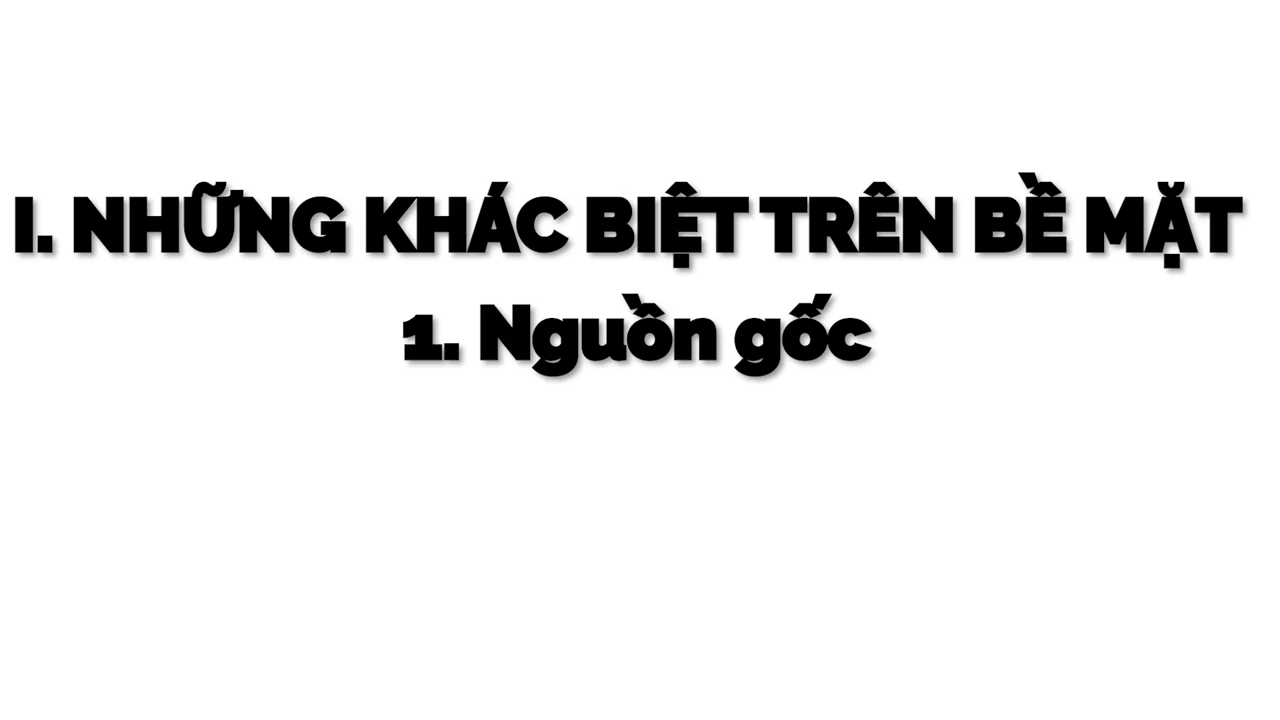 I. NHỮNG KHÁC BIỆT TRÊN BỀ MẶT
1. Nguồn gốc